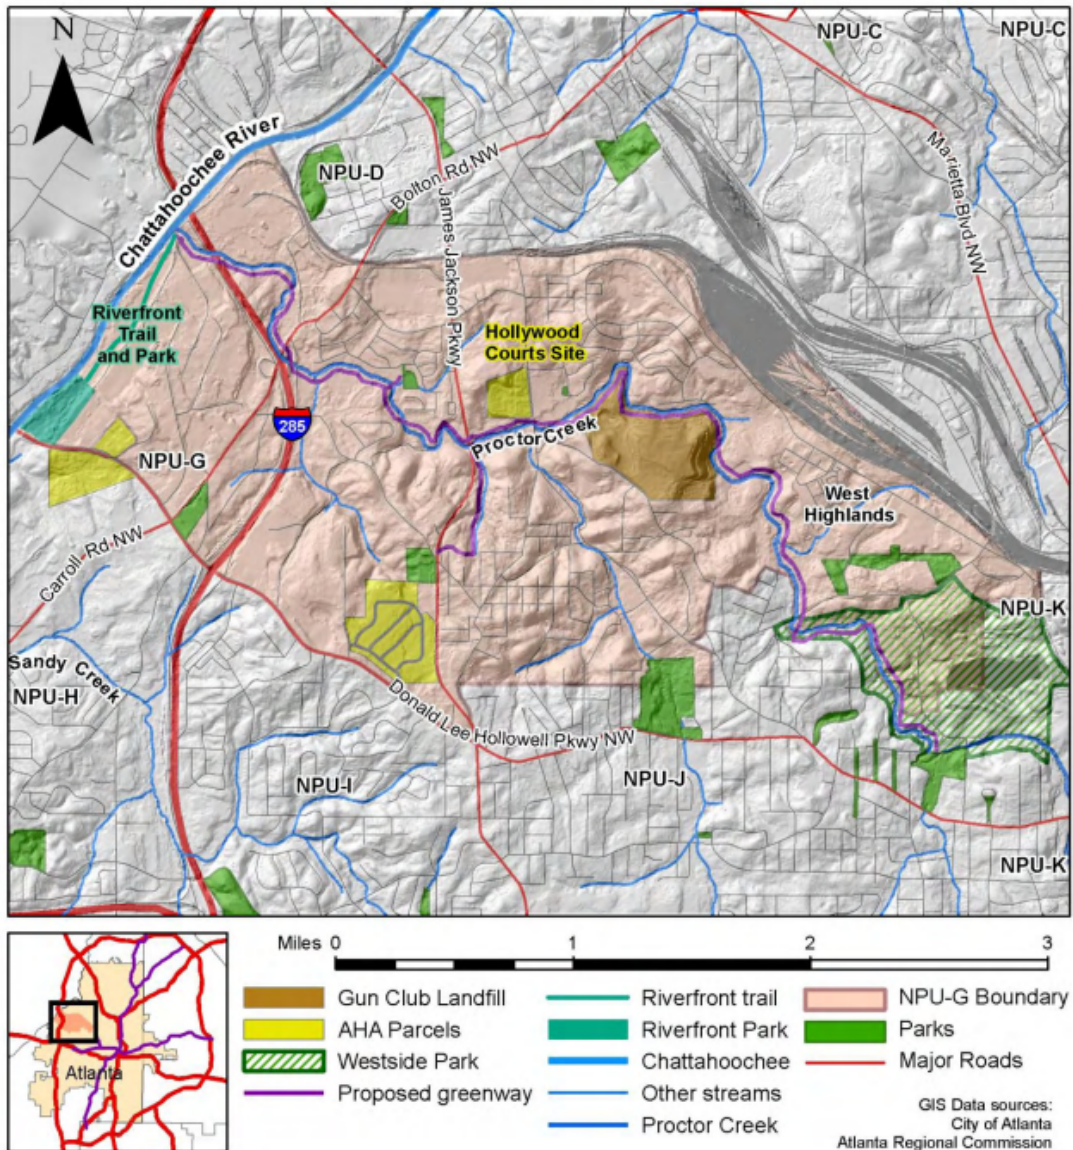 N
NPU-C
NPU-C
Chattahoochee River
NPU-D
Bolton Rd NW
James Jackson Pkwy
Marietta Blvd NW
Riverfront
Trail
and Park
Hollywood
Courts Site
285
Proctor Creek
NPU-G
West
Highlands
Carroll Rd NW
NPU-K
Sandy Creek
NPU-H
Donald Lee Hollowell Pkwy NW
NPU-I
NPU-J
NPU-K
Atlanta
Miles 0 1 2 3
Gun Club Landfill
AHA Parcels
Westside Park
Proposed greenway
Riverfront trail
Riverfront Park
Chattahoochee
Other streams
Proctor Creek
NPU-G Boundary
Parks
Major Roads
GIS Data sources:
City of Atlanta
Atlanta Regional Commission